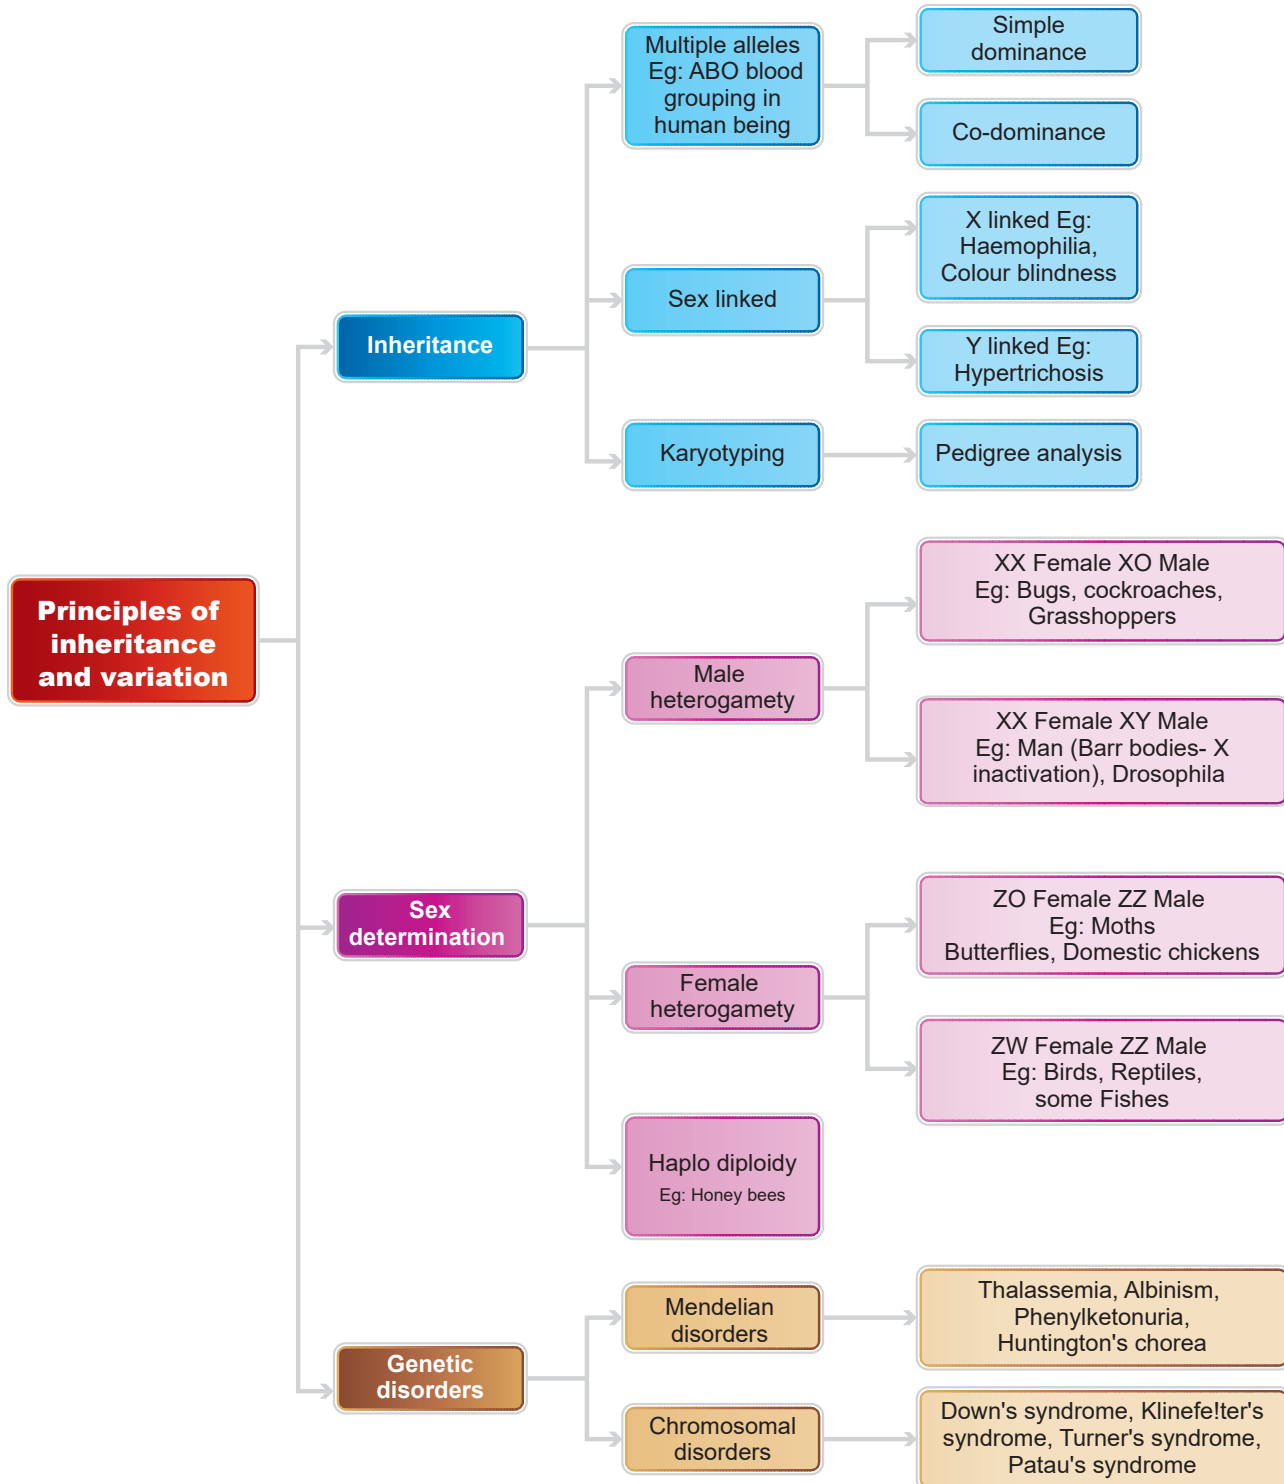 Principles of
inheritance
and variation
Inheritance
Multiple alleles
Eg: ABO blood
grouping in
human being
Simple
dominance
Co-dominance
Sex linked
X linked Eg:
Haemophilia,
Colour blindness
Y linked Eg:
Hypertrichosis
Karyotyping
Pedigree analysis
Sex
determination
Male
heterogamety
XX Female XO Male
Eg: Bugs, cockroaches,
Grasshoppers
XX Female XY Male
Eg: Man (Barr bodies- X
inactivation), Drosophila
Female
heterogamety
ZO Female ZZ Male
Eg: Moths
Butterflies, Domestic chickens
ZW Female ZZ Male
Eg: Birds, Reptiles,
some Fishes
Haplo diploidy
Eg: Honey bees
Genetic
disorders
Mendelian
disorders
Thalassemia, Albinism,
Phenylketonuria,
Huntington's chorea
Chromosomal
disorders
Down's syndrome, Klinefe!ter's
syndrome, Turner's syndrome,
Patau's syndrome